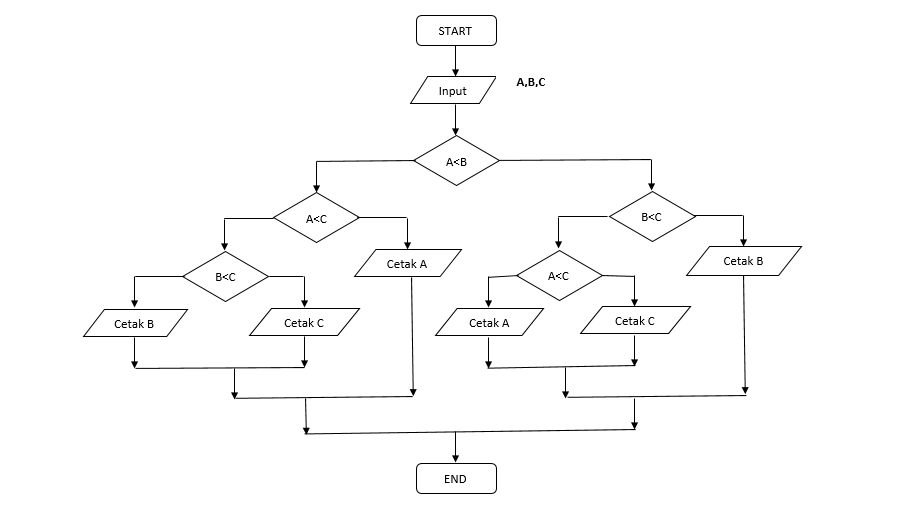 START
Input
A,B,C
A<B
A<C
B<C
B<C
Cetak A
A<C
Cetak B
Cetak B
Cetak C
Cetak A
Cetak C
END